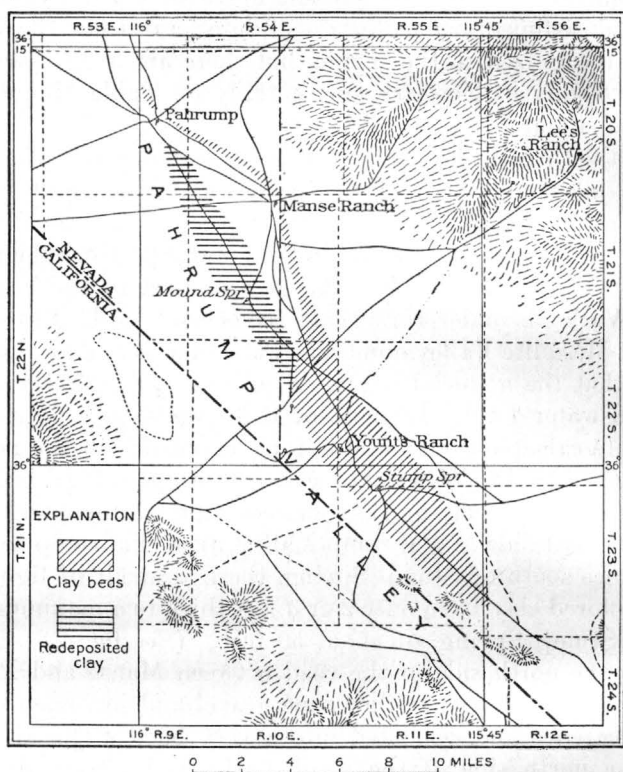 R.53 E. 116° R.54 E. R.55 E. 115°45' R.56 E.
36° 15'
36° 15'
T. 20 S.
Pahrump
Lee's Ranch
Manse Ranch
T. 21 S.
NEVADA
CALIFORNIA
Mound Spr.
PAHRUMP VALLEY
T. 22 N.
T. 22 S.
Younts Ranch
36°
36°
Stump Spr.
T. 21 N.
EXPLANATION
Clay beds
Redeposited clay
T. 23 S.
T. 24 S.
116° R.9 E. R.10 E. R.11 E. 115°45' R.12 E.
0 2 4 6 8 10 MILES